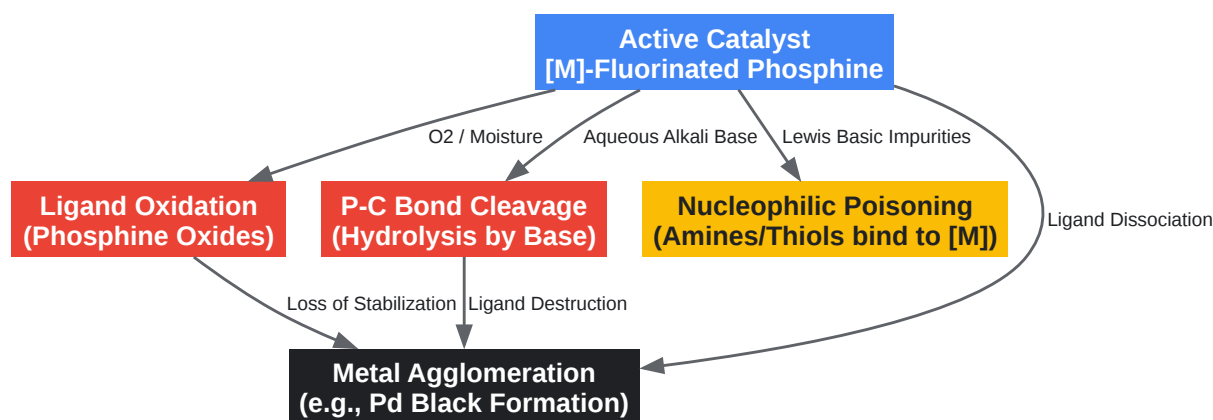 Active Catalyst
[M]-Fluorinated Phosphine
O2 / Moisture
Aqueous Alkali Base
Lewis Basic Impurities
Ligand Oxidation
(Phosphine Oxides)
P-C Bond Cleavage
(Hydrolysis by Base)
Nucleophilic Poisoning
(Amines/Thiols bind to [M])
Ligand Dissociation
Loss of Stabilization
Ligand Destruction
Metal Agglomeration
(e.g., Pd Black Formation)